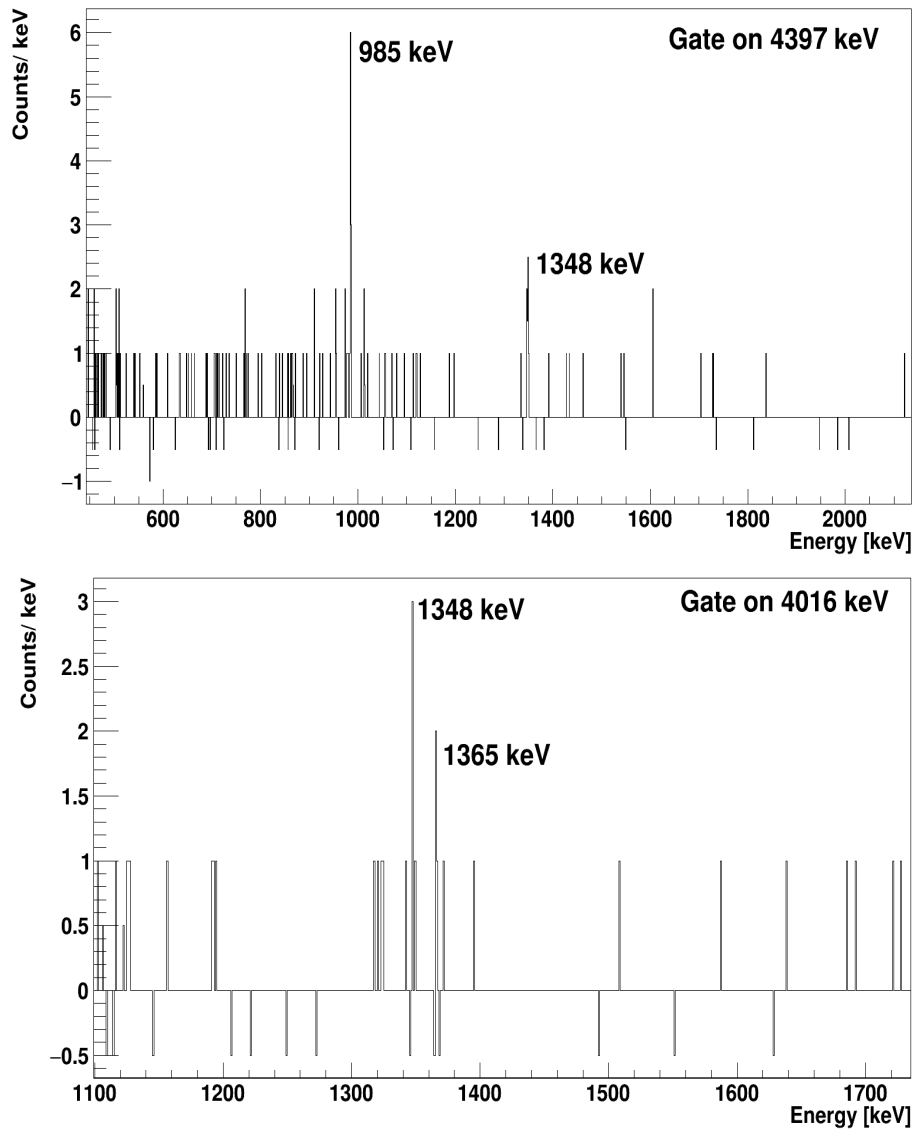 Counts/ keV
Gate on 4397 keV
985 keV
1348 keV
6
5
4
3
2
1
0
−1
600 800 1000 1200 1400 1600 1800 2000
Energy [keV]
Counts/ keV
Gate on 4016 keV
1348 keV
1365 keV
3
2.5
2
1.5
1
0.5
0
−0.5
1100 1200 1300 1400 1500 1600 1700
Energy [keV]